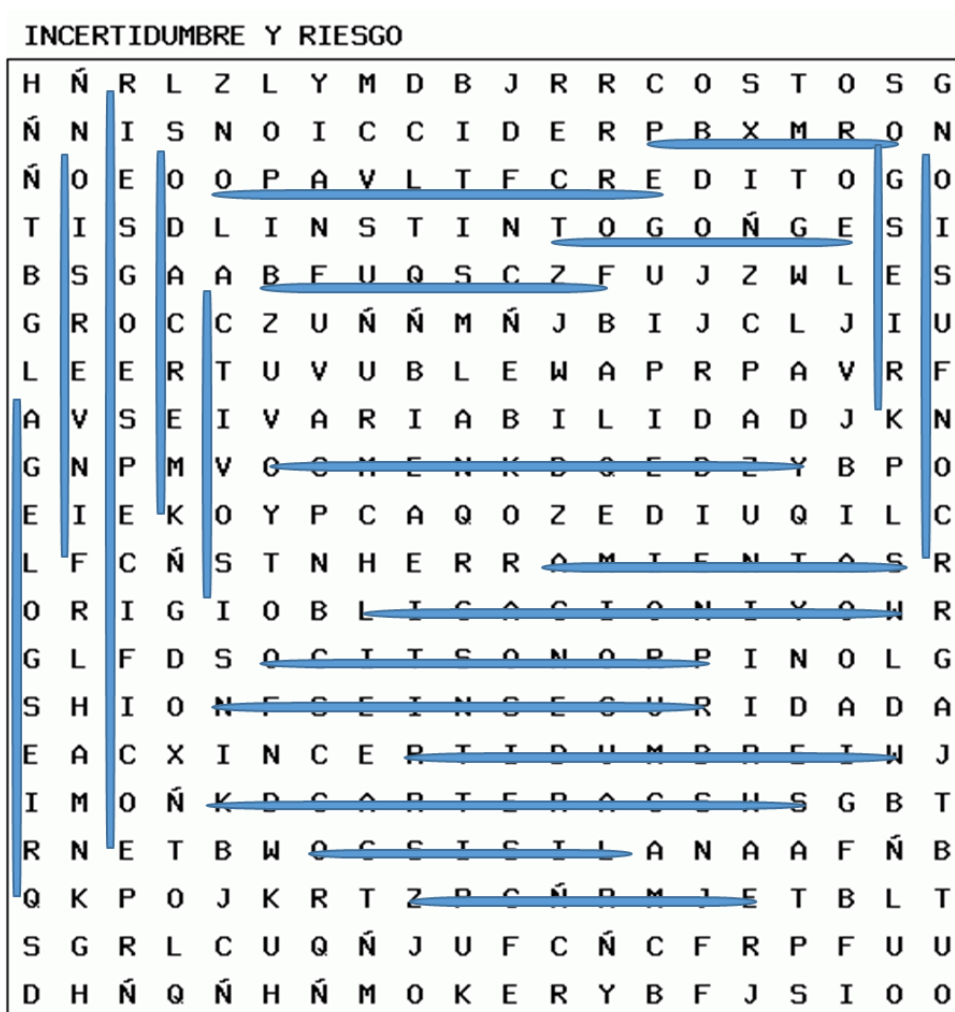 INCERTIDUMBRE Y RIESGO
H Ñ R L Z L Y M D B J R R C O S T O S G
Ñ N I S N O I C C I D E R P B X M R O N
Ñ O E O O P A V L T F C R E D I T O G O
T I S D L I N S T I N T O G O Ñ G E S I
B S G A A B F U Q S C Z F U J Z W L E S
G R O C C Z U Ñ Ñ M Ñ J B I J C L J I U
L E E R T U V U B L E W A P R P A V R F
A V S E I V A R I A B I L I D A D J K N
G N P M V M E N K D Q E D Z Y B P O
E I E K O Y P C A Q O Z E D I U Q I L C
L F C Ñ S T N H E R R A M I E N T A S R
O R I G I O B L I G A C I O N I Y O W R
G L F D S O C I T S O N O R P I N O L G
S H I O N F E I N S E G U R I D A D A
E A C X I N C E R T I D U M B R E I W J
I M O Ñ K D C A R T E R A S W S G B T
R N E T B W O C S I S I L A N A A F Ñ B
Q K P O J K R T Z Ñ M J E T B L T
S G R L C U Q Ñ J U F C Ñ C F R P F U U
D H Ñ Q Ñ H Ñ M O K E R Y B F J S I O O